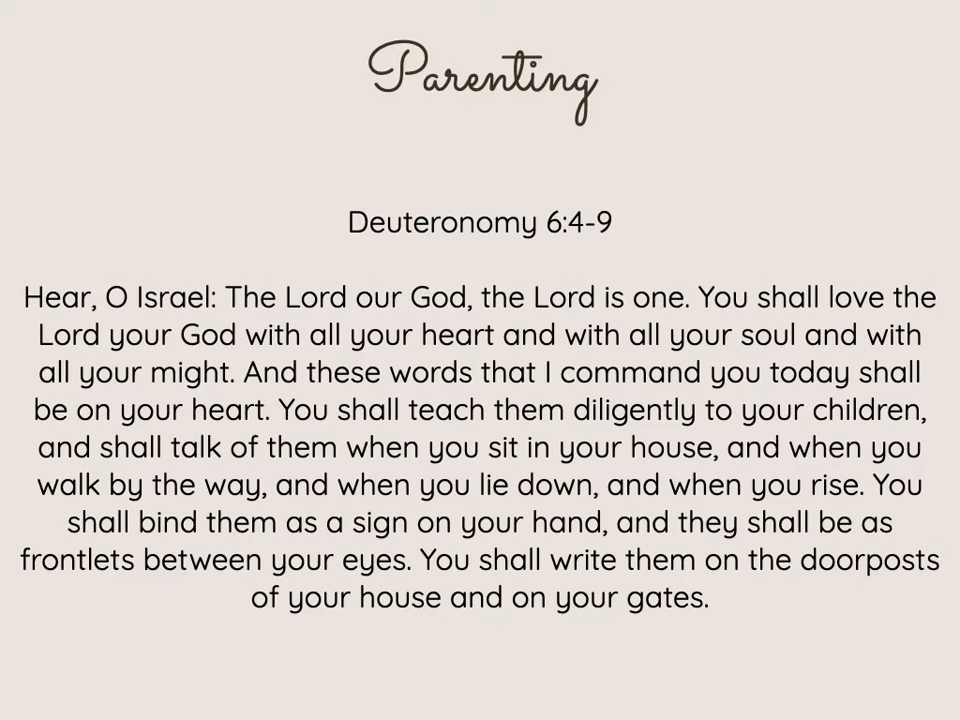 Parenting
Deuteronomy 6:4-9
Hear, O Israel: The Lord our God, the Lord is one. You shall love the
Lord your God with all your heart and with all your soul and with
all your might. And these words that I command you today shall
be on your heart. You shall teach them diligently to your children,
and shall talk of them when you sit in your house, and when you
walk by the way, and when you lie down, and when you rise. You
shall bind them as a sign on your hand, and they shall be as
frontlets between your eyes. You shall write them on the doorposts
of your house and on your gates.